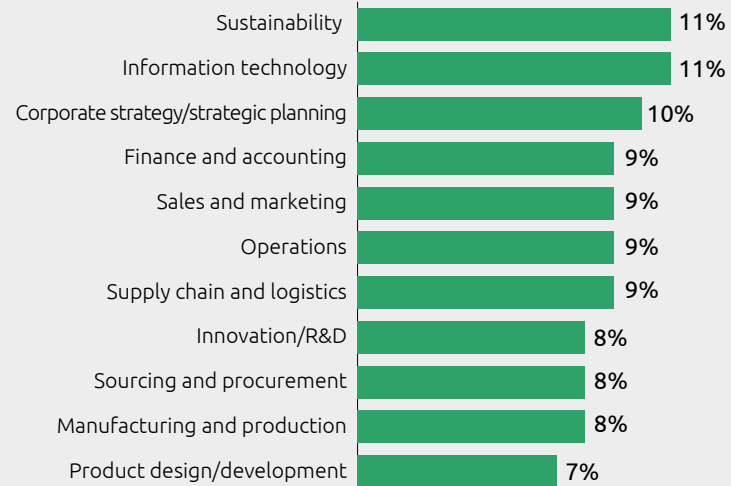 Sustainability 11%
Information technology 11%
Corporate strategy/strategic planning 10%
Finance and accounting 9%
Sales and marketing 9%
Operations 9%
Supply chain and logistics 9%
Innovation/R&D 8%
Sourcing and procurement 8%
Manufacturing and production 8%
Product design/development 7%